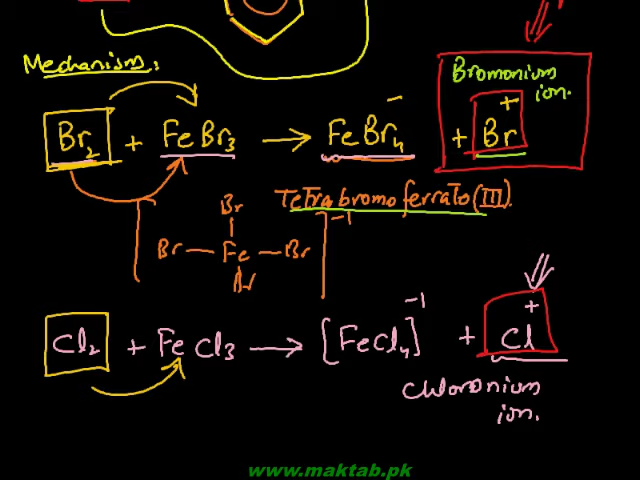 Mechanism:
Bromonium ion.
Br₂ + FeBr₃ → FeBr₄⁻ + Br⁺
Tetrabromo ferrato (III).
Br
Br — Fe — Br
Br
-1
Cl₂ + FeCl₃ → [FeCl₄]⁻¹ + Cl⁺
Chloronium
ion.
www.maktab.pk